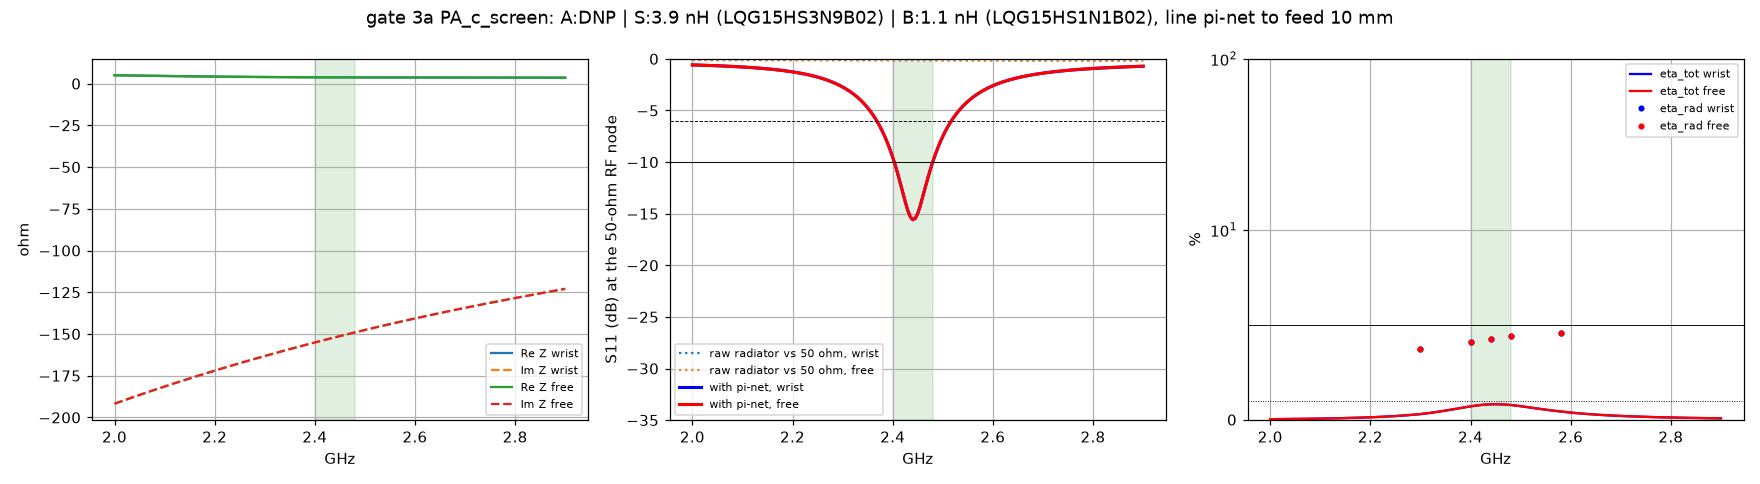 gate 3a PA_c_screen: A:DNP | S:3.9 nH (LQG15HS3N9B02) | B:1.1 nH (LQG15HS1N1B02), line pi-net to feed 10 mm
ohm
0
−25
−50
−75
−100
−125
−150
−175
−200
2.0
2.2
2.4
2.6
2.8
GHz
Re Z wrist
Im Z wrist
Re Z free
Im Z free
S11 (dB) at the 50-ohm RF node
0
−5
−10
−15
−20
−25
−30
−35
2.0
2.2
2.4
2.6
2.8
GHz
raw radiator vs 50 ohm, wrist
raw radiator vs 50 ohm, free
with pi-net, wrist
with pi-net, free
%
10²
10¹
0
2.0
2.2
2.4
2.6
2.8
GHz
eta_tot wrist
eta_tot free
eta_rad wrist
eta_rad free